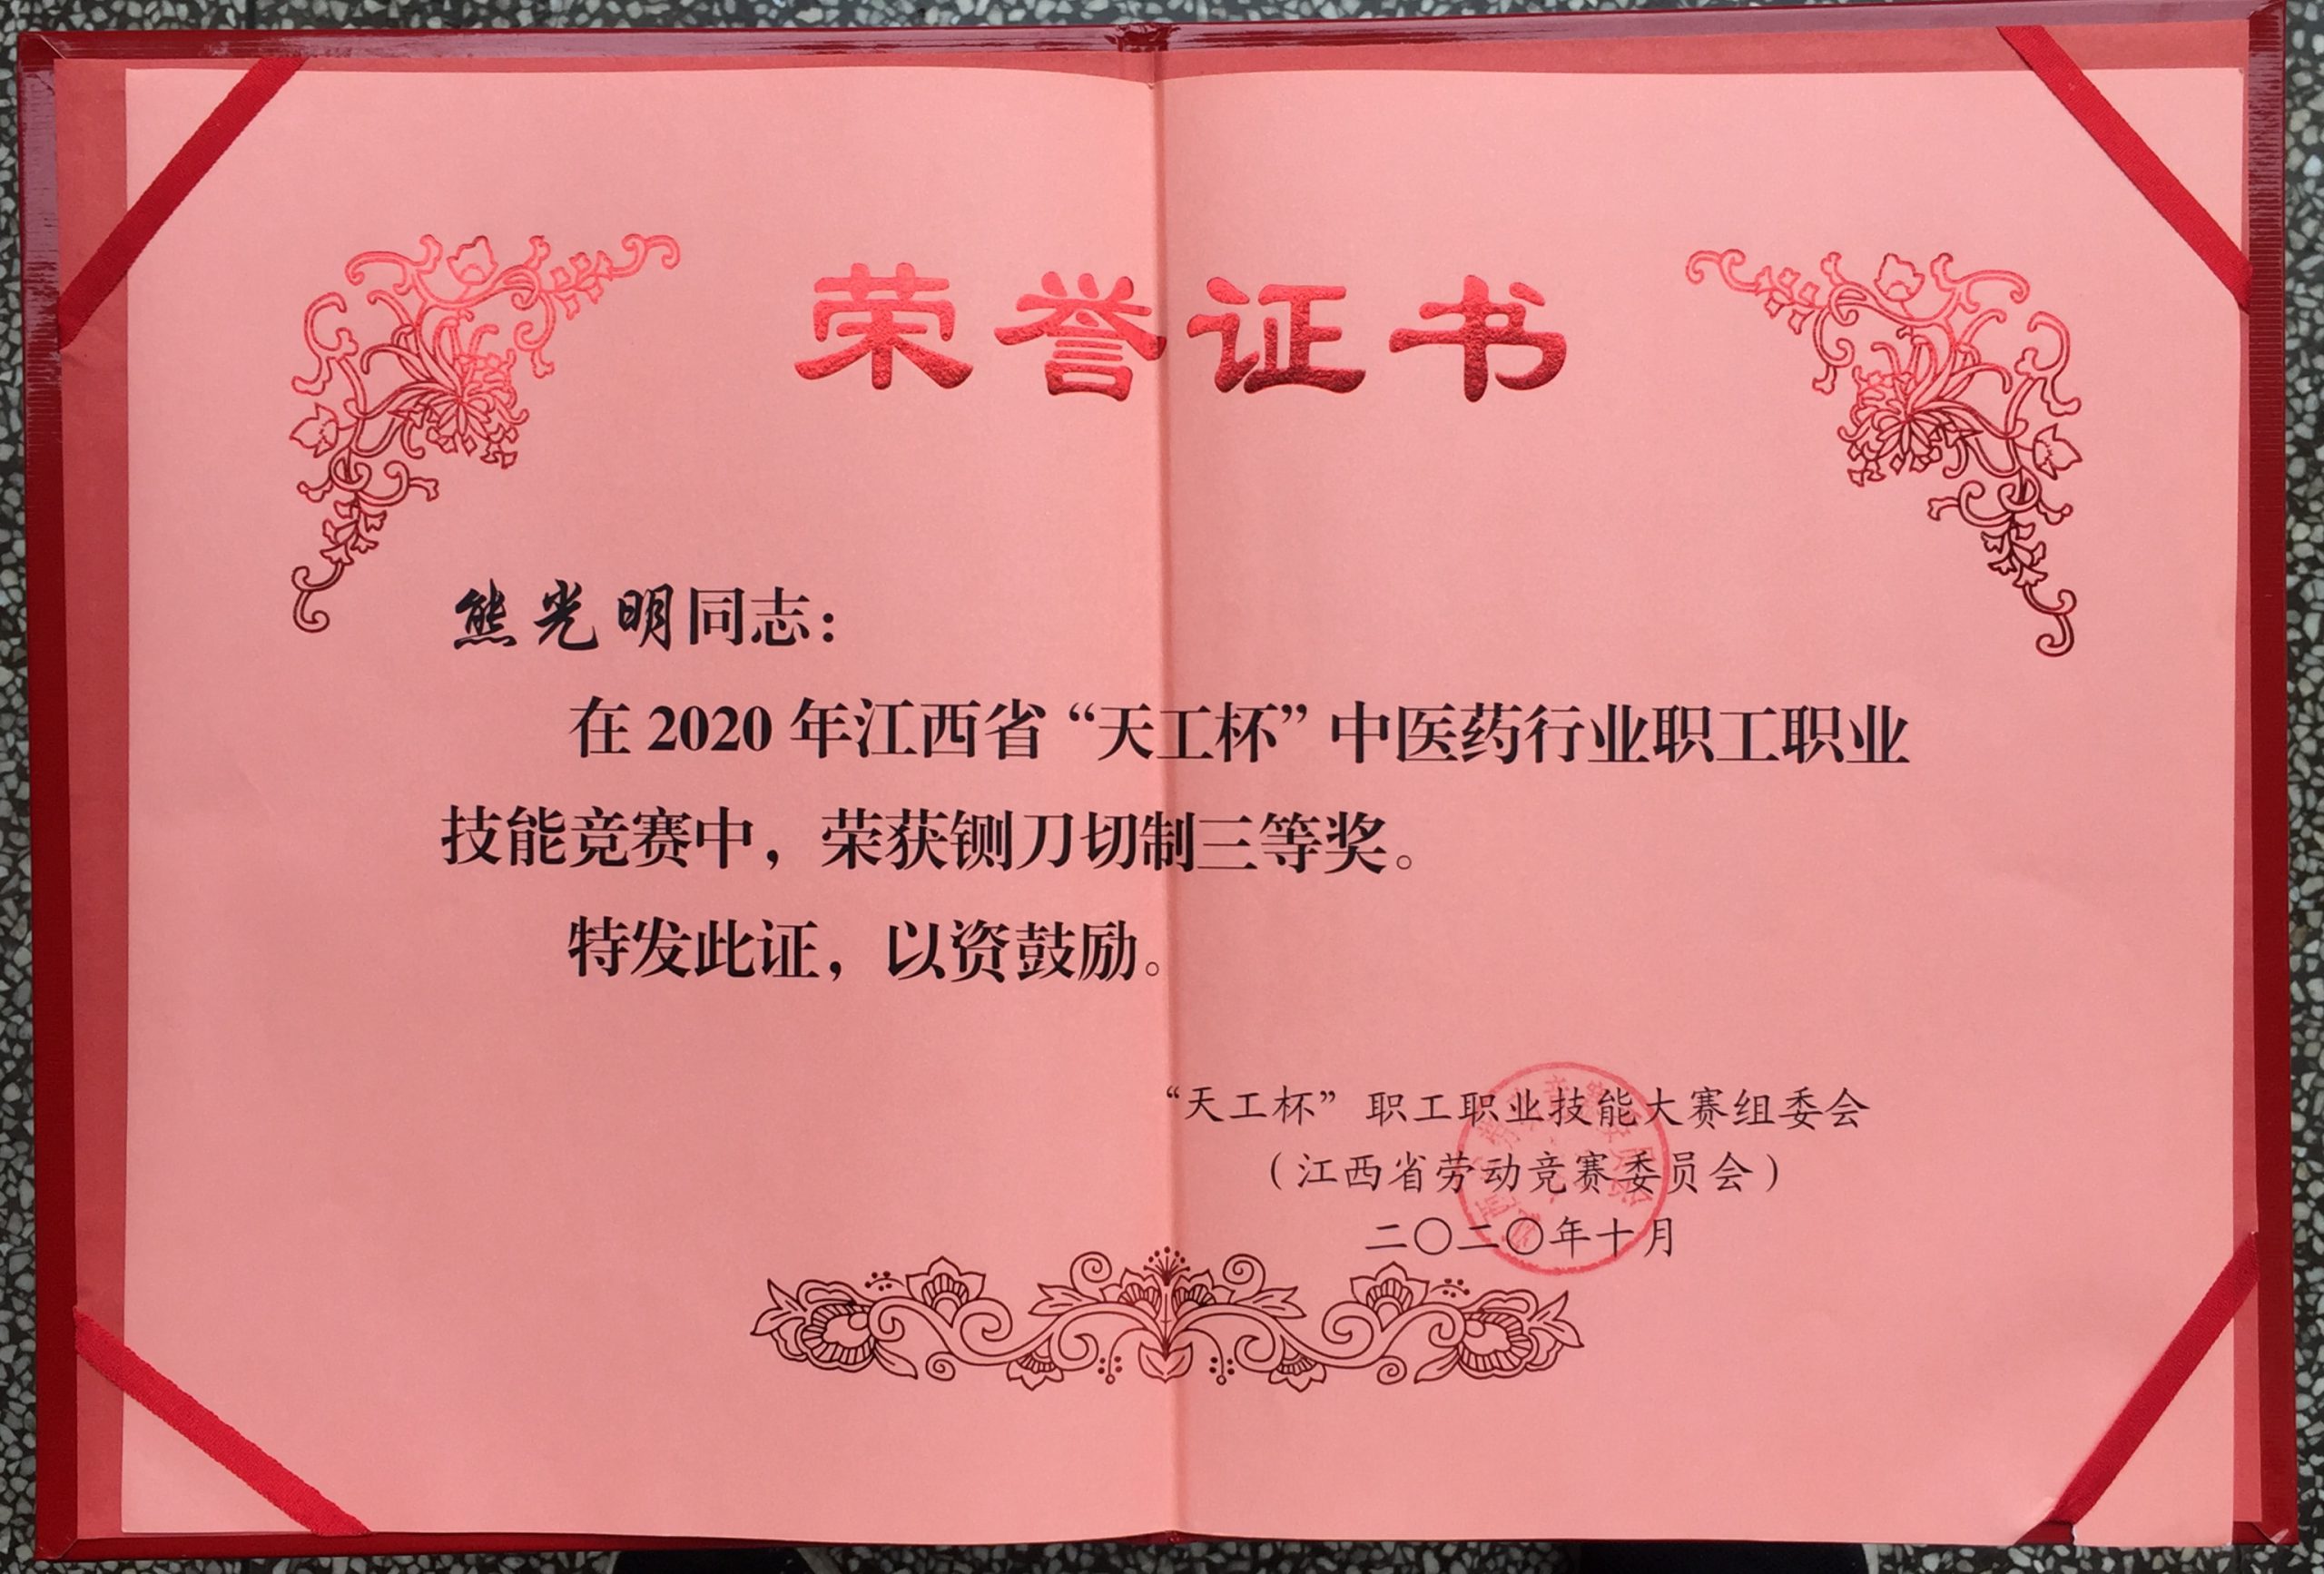 荣誉证书
熊光明同志：
在2020年江西省“天工杯”中医药行业职工职业
技能竞赛中，荣获铡刀切制三等奖。
特发此证，以资鼓励。
“天工杯”职工职业技能大赛组委会
（江西省劳动竞赛委员会）
二〇二〇年十月